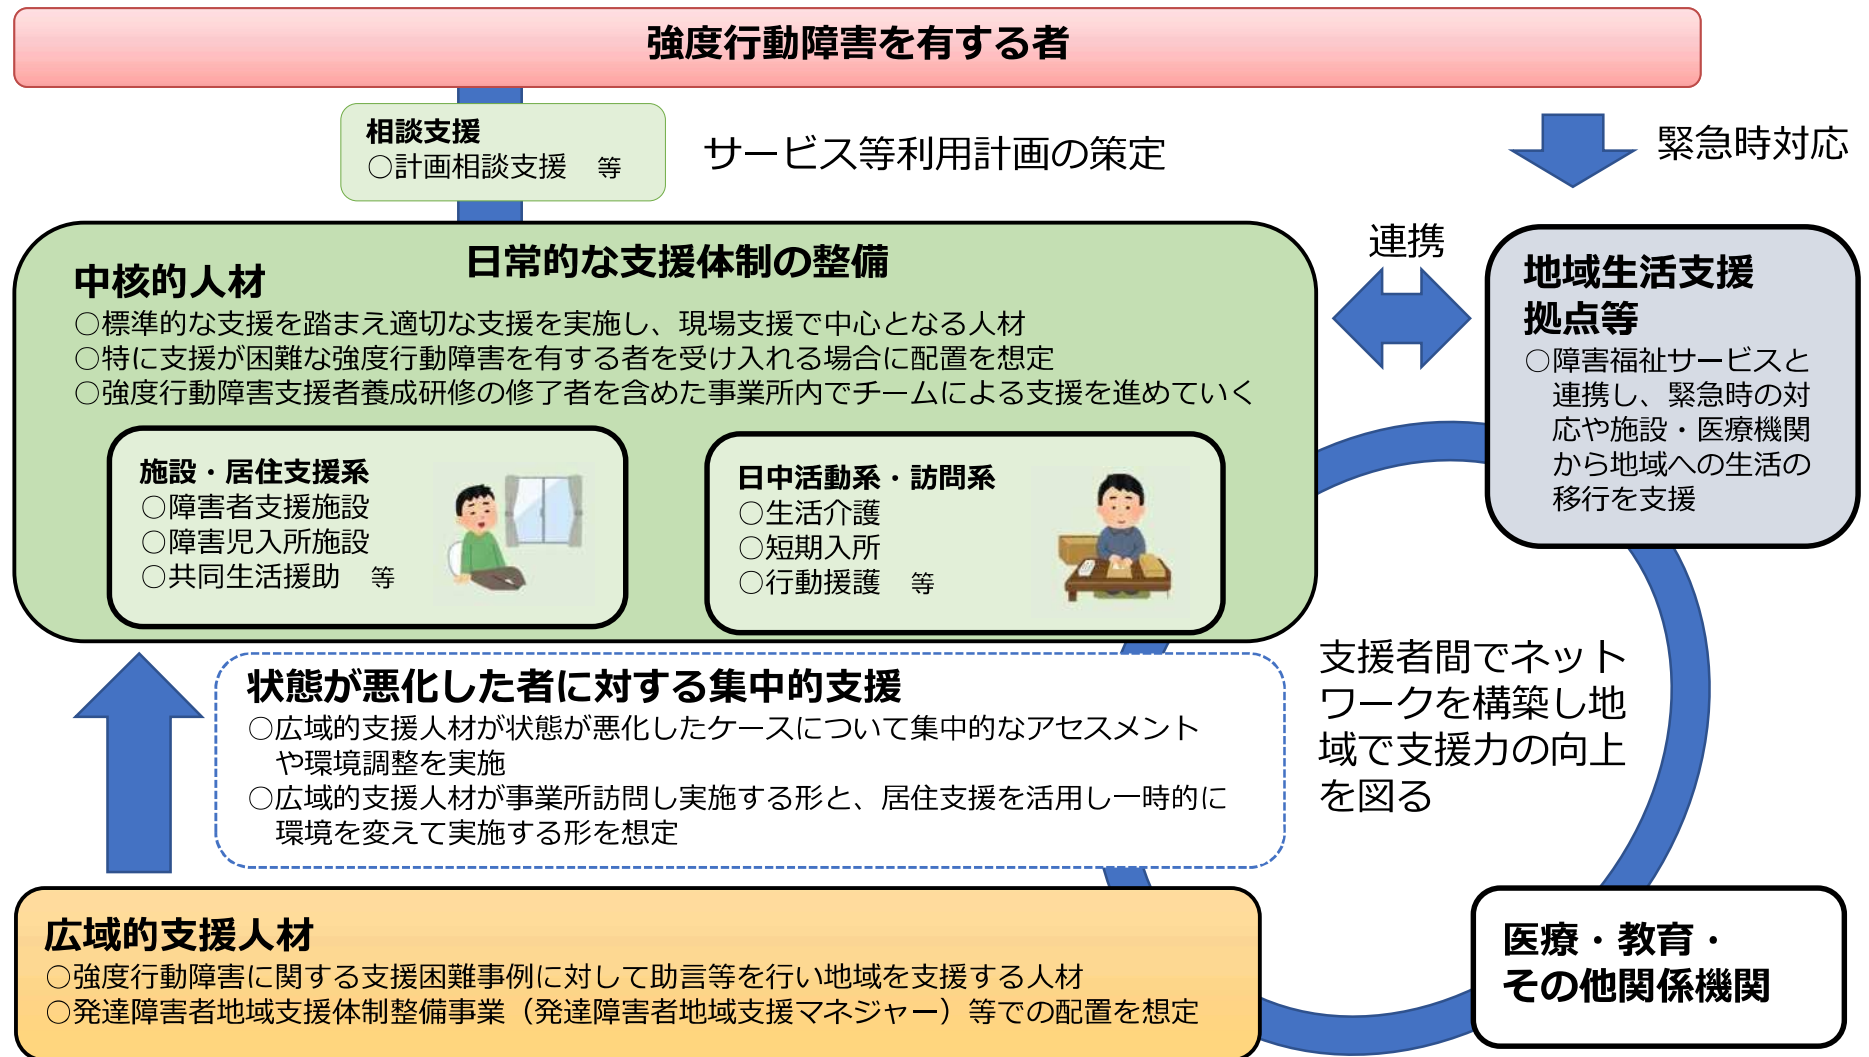 強度行動障害を有する者
相談支援
○計画相談支援　等
サービス等利用計画の策定
緊急時対応
日常的な支援体制の整備
中核的人材
○標準的な支援を踏まえ適切な支援を実施し、現場支援で中心となる人材
○特に支援が困難な強度行動障害を有する者を受け入れる場合に配置を想定
○強度行動障害支援者養成研修の修了者を含めた事業所内でチームによる支援を進めていく
施設・居住支援系
○障害者支援施設
○障害児入所施設
○共同生活援助　等
日中活動系・訪問系
○生活介護
○短期入所
○行動援護　等
連携
地域生活支援
拠点等
○障害福祉サービスと
連携し、緊急時の対
応や施設・医療機関
から地域への生活の
移行を支援
状態が悪化した者に対する集中的支援
○広域的支援人材が状態が悪化したケースについて集中的なアセスメント
や環境調整を実施
○広域的支援人材が事業所訪問し実施する形と、居住支援を活用し一時的に
環境を変えて実施する形を想定
支援者間でネット
ワークを構築し地
域で支援力の向上
を図る
広域的支援人材
○強度行動障害に関する支援困難事例に対して助言等を行い地域を支援する人材
○発達障害者地域支援体制整備事業（発達障害者地域支援マネジャー）等での配置を想定
医療・教育・
その他関係機関